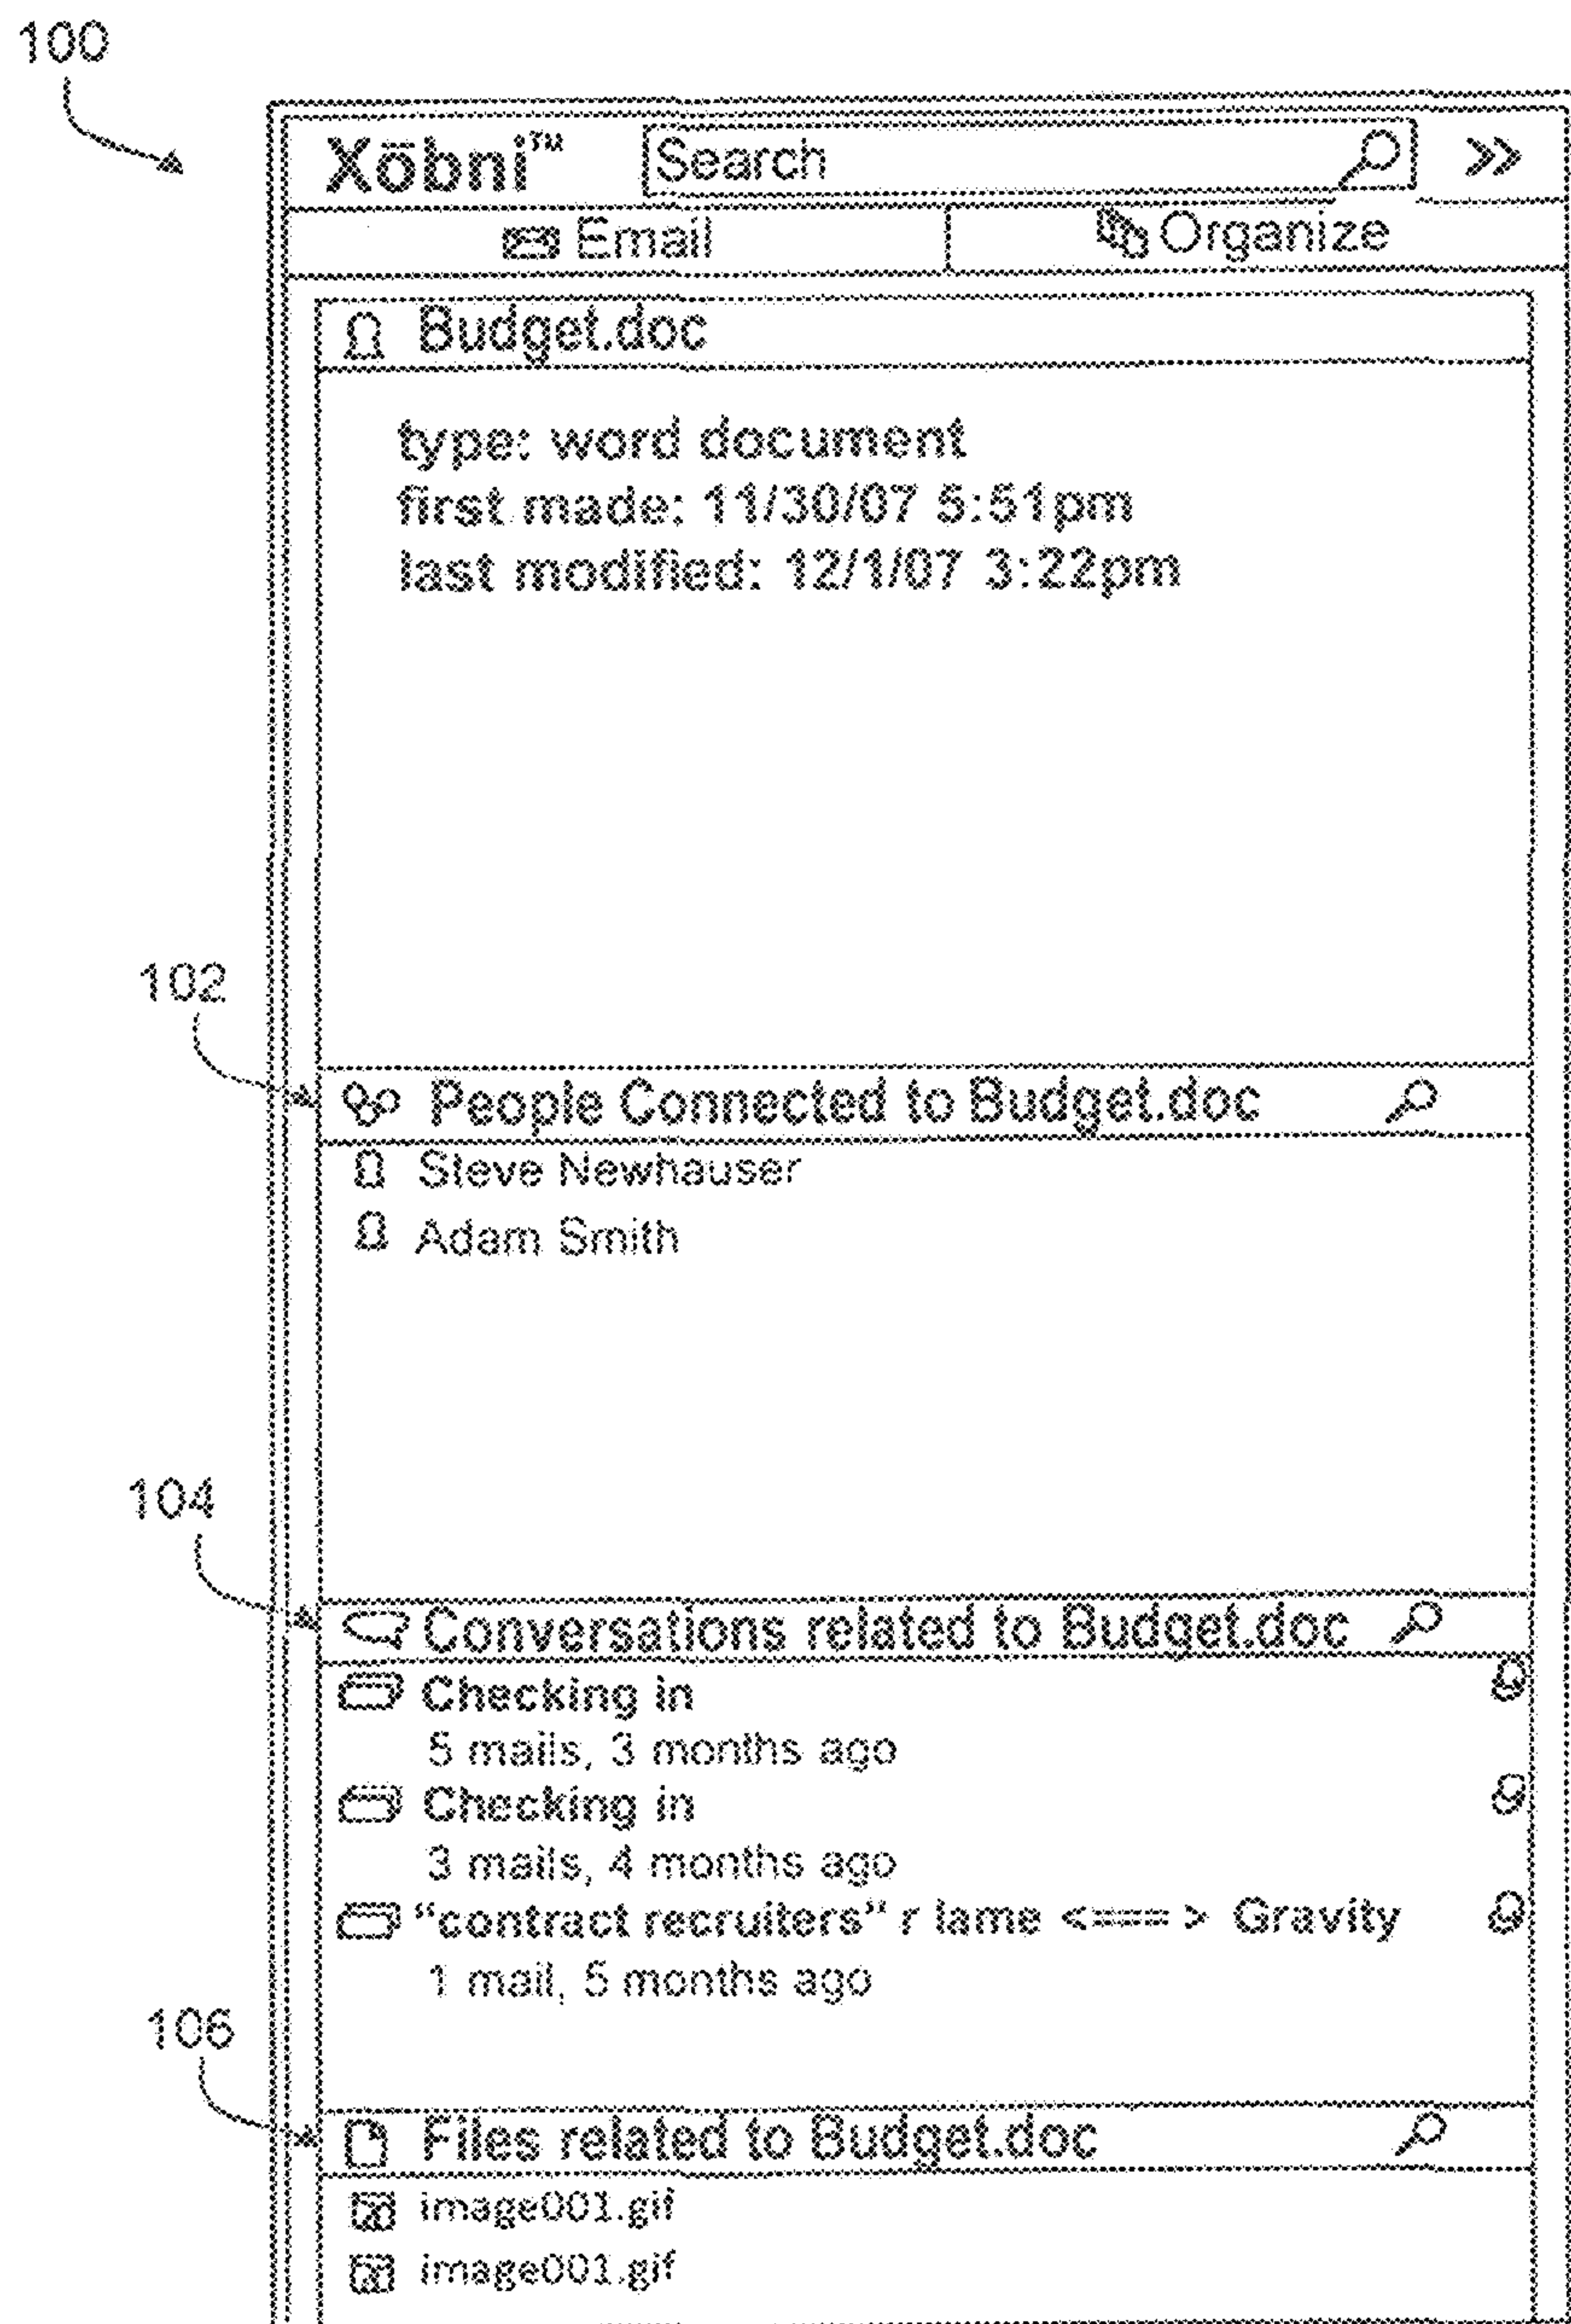 100
Xōbni™ Search »
Email Organize
Budget.doc
type: word document
first made: 11/30/07 5:51pm
last modified: 12/1/07 3:22pm
102
People Connected to Budget.doc
Steve Newhauser
Adam Smith
104
Conversations related to Budget.doc
Checking in
5 mails, 3 months ago
Checking in
3 mails, 4 months ago
“contract recruiters” r lame <===> Gravity
1 mail, 5 months ago
106
Files related to Budget.doc
image001.gif
image001.gif